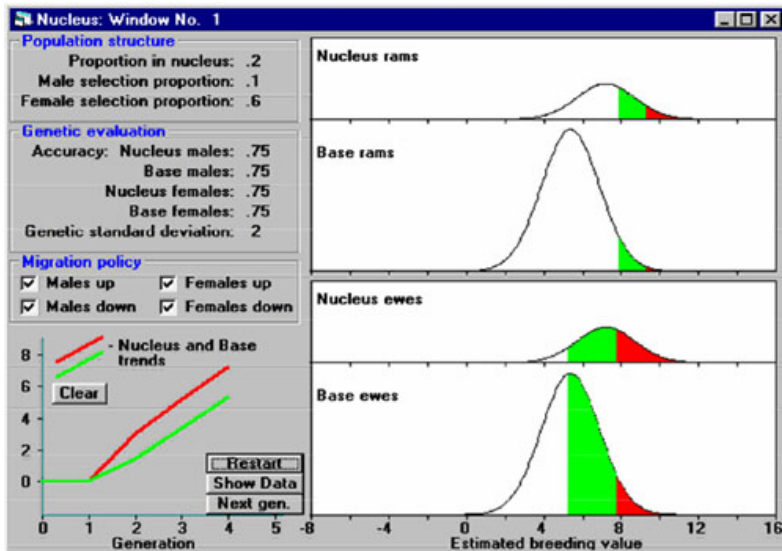 Nucleus: Window No. 1
Population structure
Proportion in nucleus: .2
Male selection proportion: .1
Female selection proportion: .6
Genetic evaluation
Accuracy: Nucleus males: .75
Base males: .75
Nucleus females: .75
Base females: .75
Genetic standard deviation: 2
Migration policy
Males up Females up
Males down Females down
- Nucleus and Base
trends
Clear
8
6
4
2
0
Restart
Show Data
Next gen.
0 1 2 3 4 5
Generation
Nucleus rams
Base rams
Nucleus ewes
Base ewes
-8 -4 0 4 8 12 16
Estimated breeding value